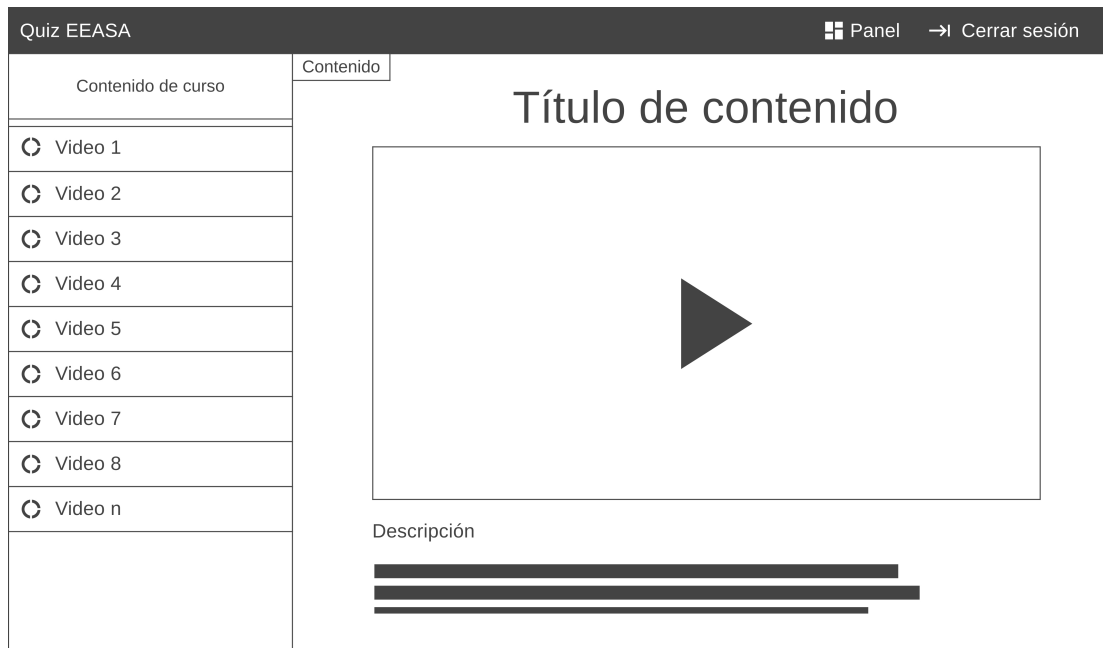 Quiz EEASA
Panel
Cerrar sesión
Contenido de curso
Video 1
Video 2
Video 3
Video 4
Video 5
Video 6
Video 7
Video 8
Video n
Contenido
Título de contenido
Descripción